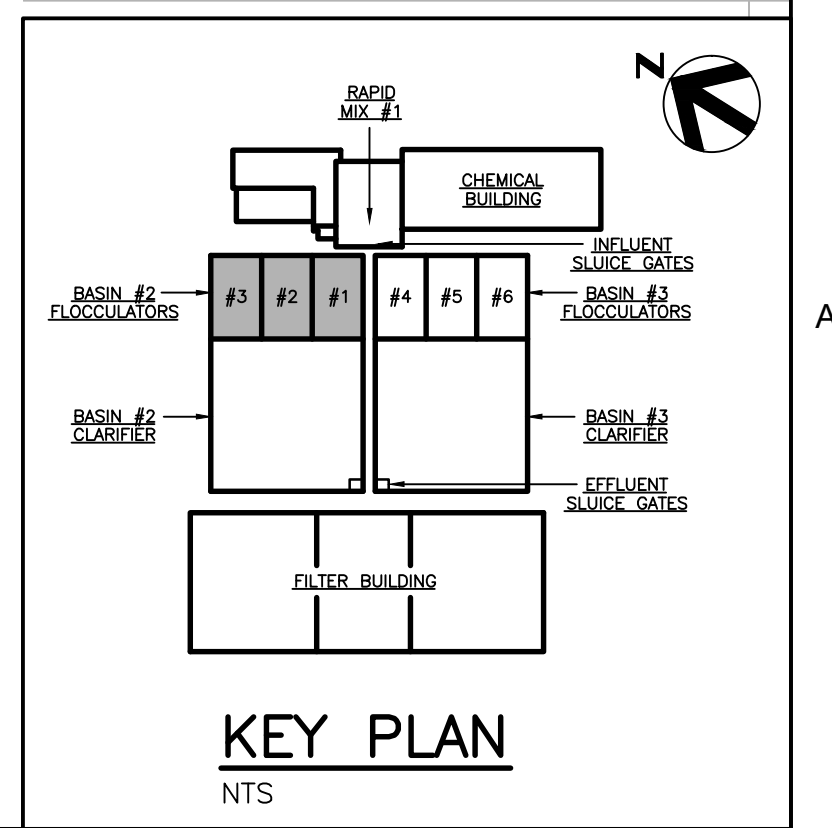 N
RAPID
MIX #1
CHEMICAL
BUILDING
INFLUENT
SLUICE GATES
BASIN #2
FLOCCULATORS
#3
#2
#1
#4
#5
#6
BASIN #3
FLOCCULATORS
A
BASIN #2
CLARIFIER
BASIN #3
CLARIFIER
EFFLUENT
SLUICE GATES
FILTER BUILDING
KEY PLAN
NTS